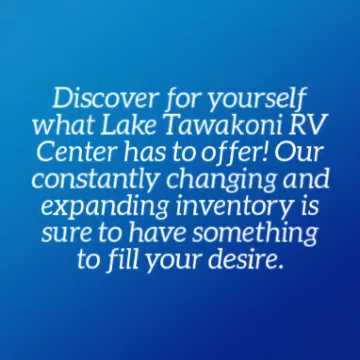 Discover for yourself
what Lake Tawakoni RV
Center has to offer! Our
constantly changing and
expanding inventory is
sure to have something
to fill your desire.